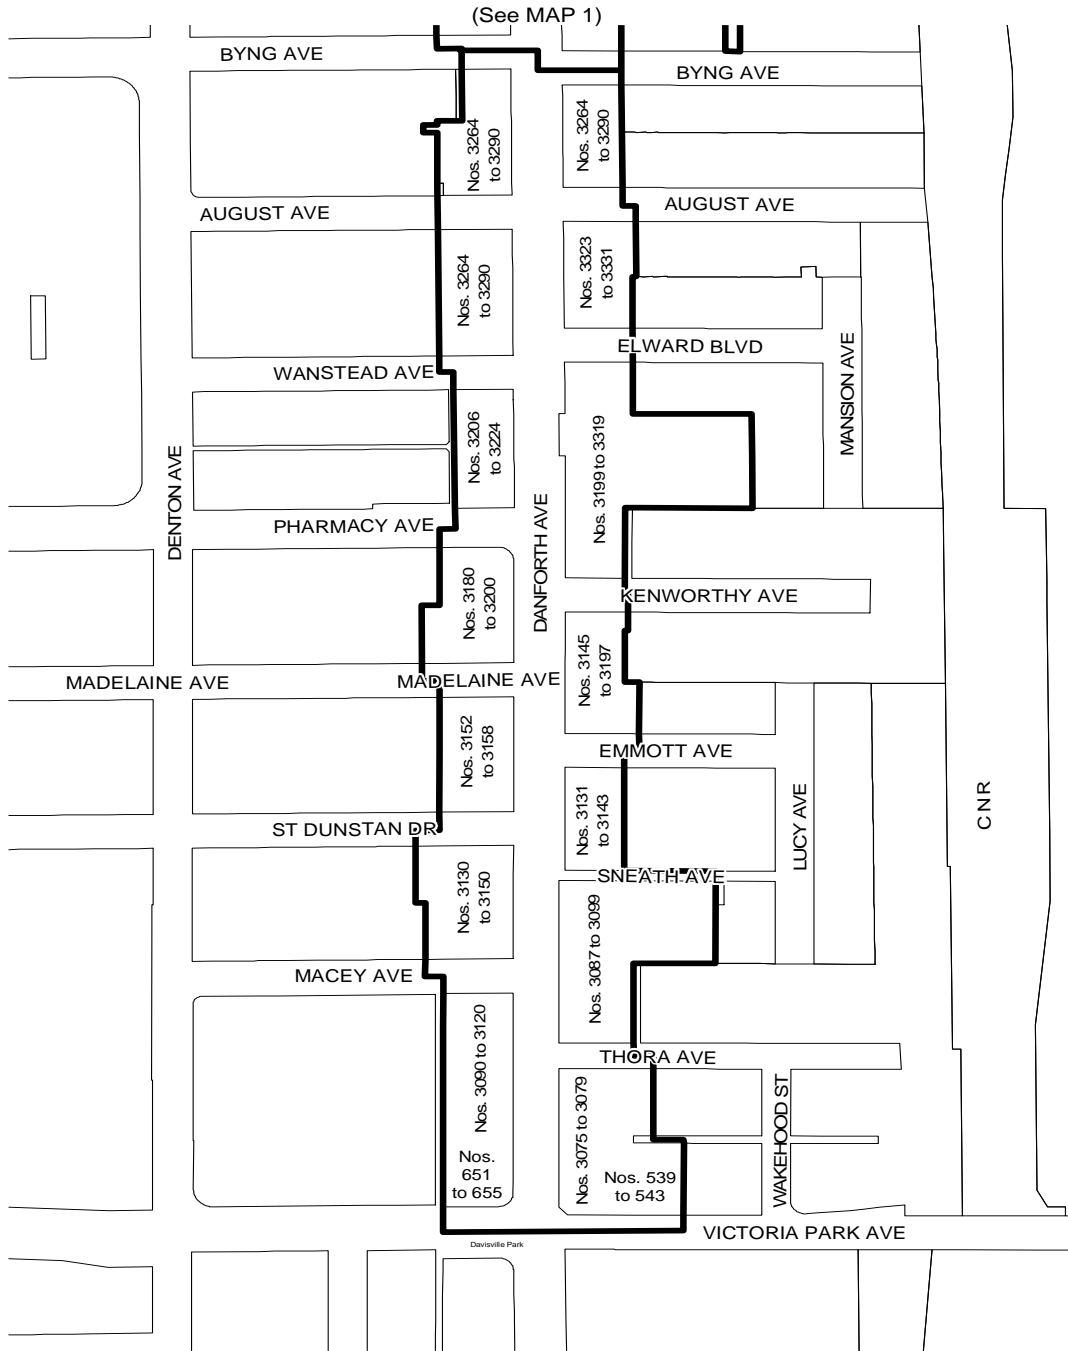 (See MAP 1)
BYNG AVE
BYNG AVE
Nos. 3264
to 3290
Nos. 3264
to 3290
AUGUST AVE
AUGUST AVE
Nos. 3264
to 3290
Nos. 3323
to 3331
ELWARD BLVD
WANSTEAD AVE
MANSION AVE
Nos. 3206
to 3224
Nos. 3199 to 3319
DENTON AVE
PHARMACY AVE
DANFORTH AVE
Nos. 3180
to 3200
KENWORTHY AVE
Nos. 3145
to 3197
MADELAINE AVE
MADELAINE AVE
Nos. 3152
to 3158
EMMOTT AVE
Nos. 3131
to 3143
LUCY AVE
CNR
ST DUNSTAN DR
SNEATH AVE
Nos. 3130
to 3150
Nos. 3087 to 3099
MACEY AVE
Nos. 3090 to 3120
THORA AVE
Nos. 3075 to 3079
WAKEHOOD ST
Nos.
651
to 655
Nos. 539
to 543
VICTORIA PARK AVE
Davisville Park